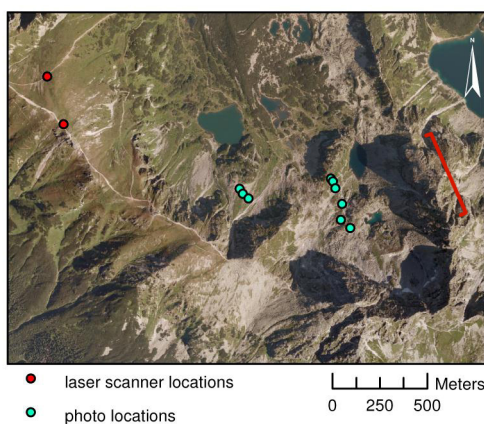 N
laser scanner locations
Meters
0 250 500
photo locations